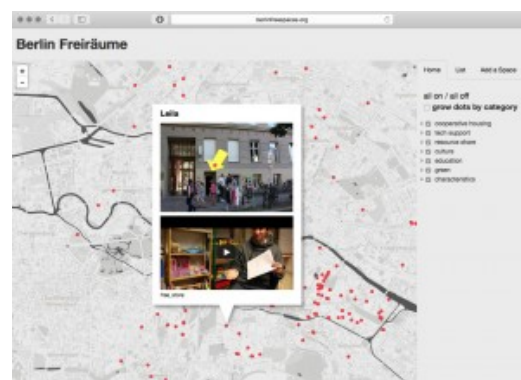 berlinfreespaces.org
Berlin Freiräume
+
-
Home List Add a Space
all on / all off
grow dots by category
cooperative housing
tech support
resource share
culture
education
green
characteristics
Leila
free_store